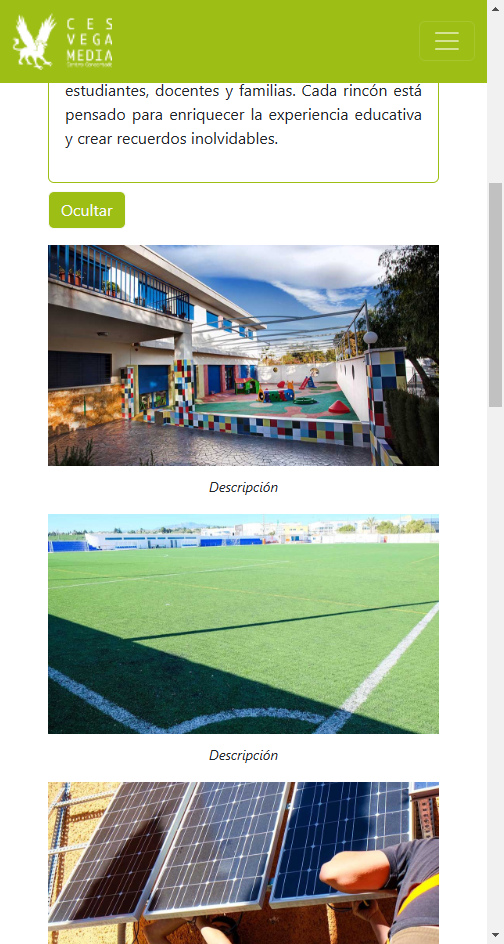 CES
VEGA
MEDIA
estudiantes, docentes y familias. Cada rincón está
pensado para enriquecer la experiencia educativa
y crear recuerdos inolvidables.
Ocultar
Descripción
Descripción